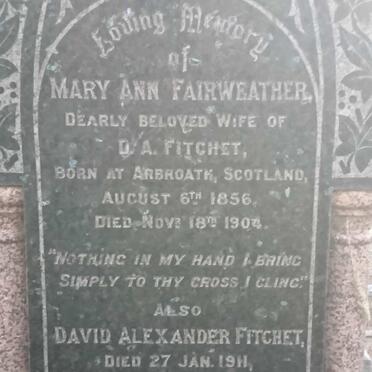 Loving Memory
of
MARY ANN FAIRWEATHER,
DEARLY BELOVED WIFE OF
D. A. FITCHET,
BORN AT ARBROATH, SCOTLAND,
AUGUST 6TH 1856.
DIED NOVR 18TH 1904.
"NOTHING IN MY HAND I BRING
SIMPLY TO THY CROSS I CLING."
ALSO
DAVID ALEXANDER FITCHET,
DIED 27 JAN. 1911,